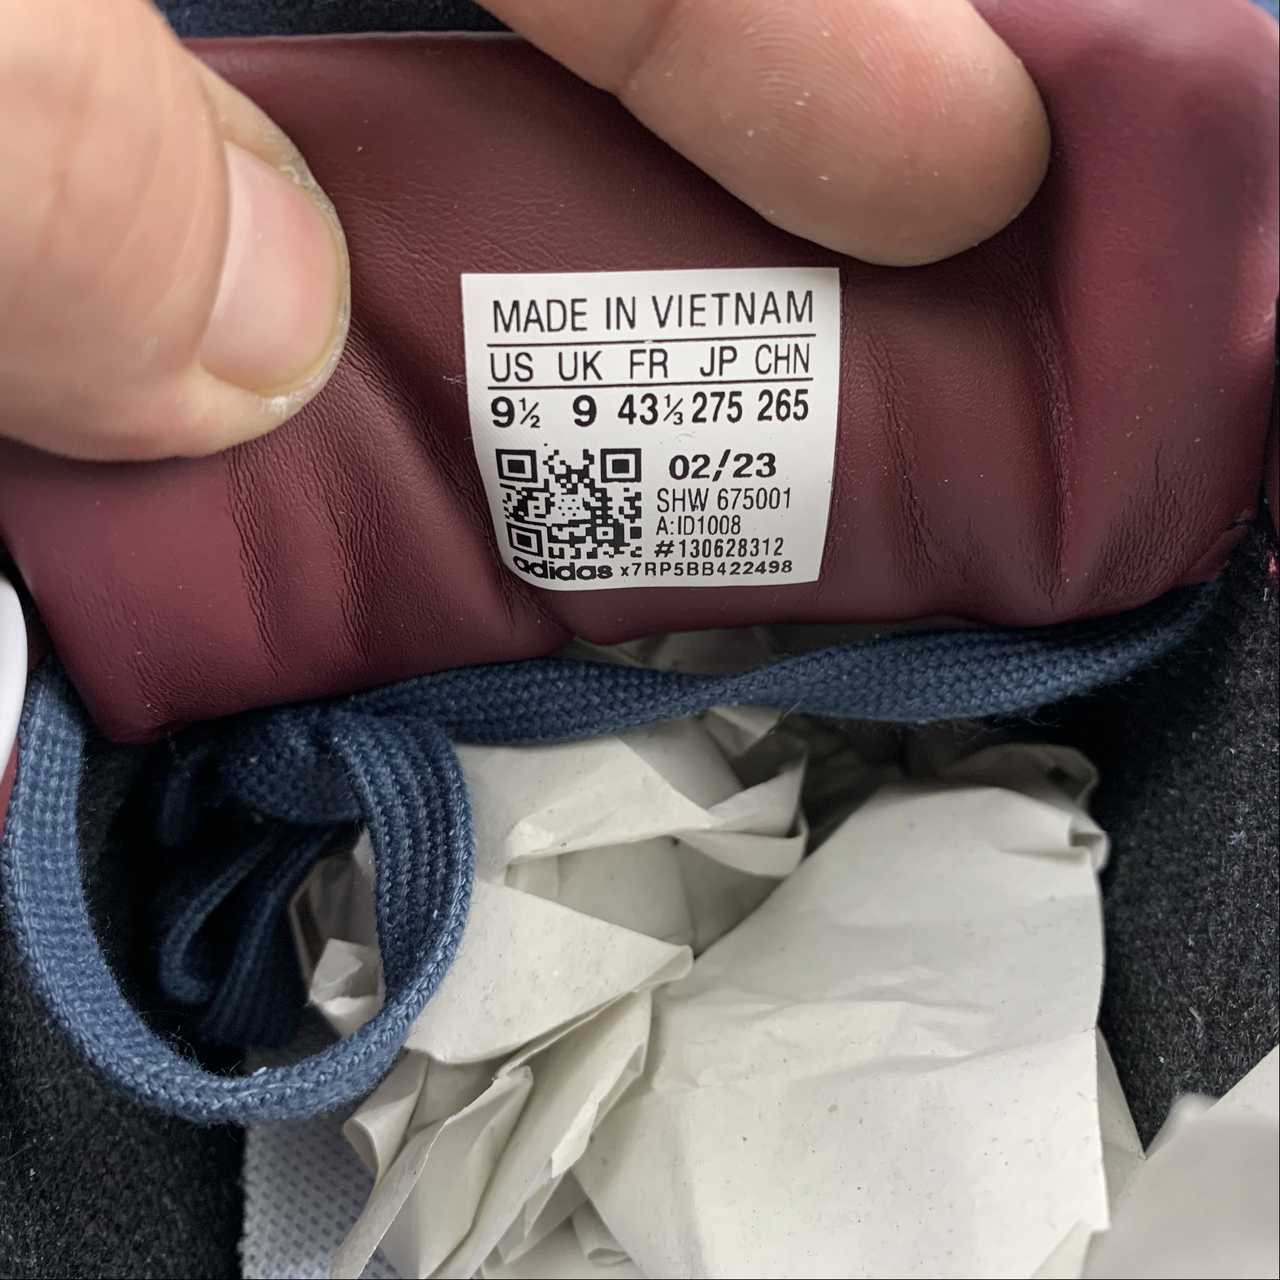 MADE IN VIETNAM
US UK FR JP CHN
9½ 9 43⅓ 275 265
02/23
SHW 675001
A:ID1008
#130628312
adidas x7RP5BB422498